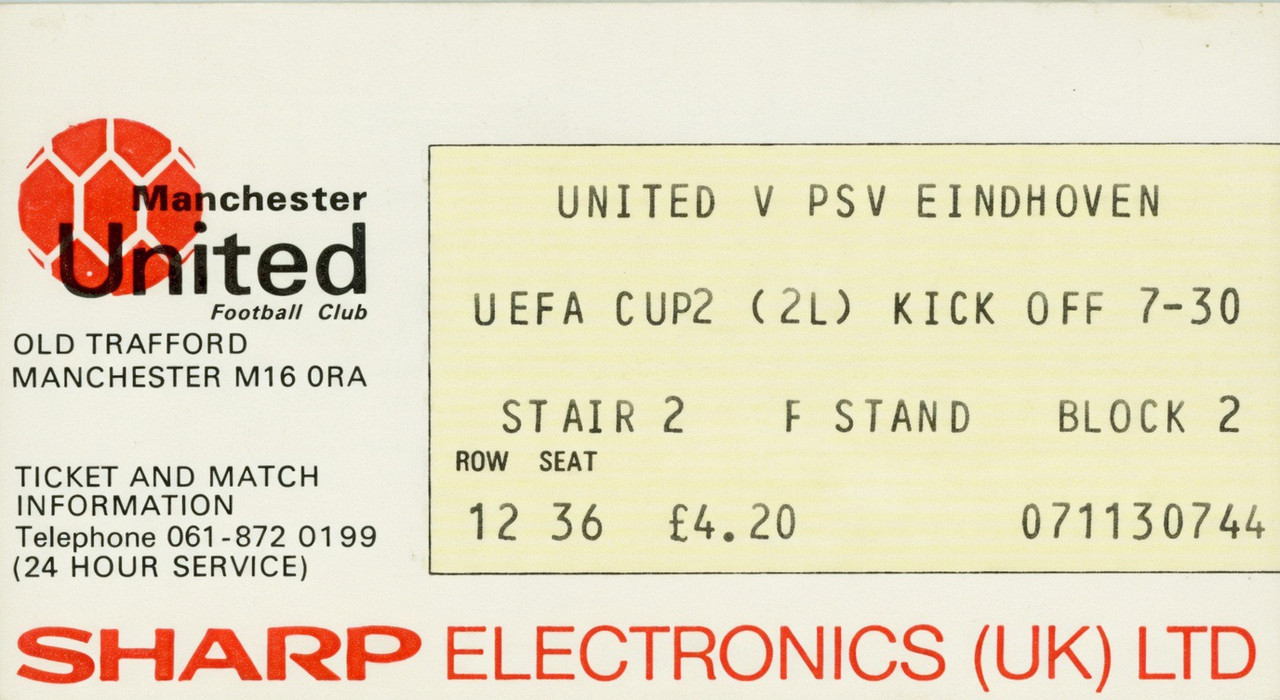 Manchester
United
Football Club
OLD TRAFFORD
MANCHESTER M16 0RA
TICKET AND MATCH
INFORMATION
Telephone 061-872 0199
(24 HOUR SERVICE)
UNITED V PSV EINDHOVEN
UEFA CUP2 (2L) KICK OFF 7-30
STAIR 2 F STAND BLOCK 2
ROW SEAT
12 36 £4.20 071130744
SHARP ELECTRONICS (UK) LTD